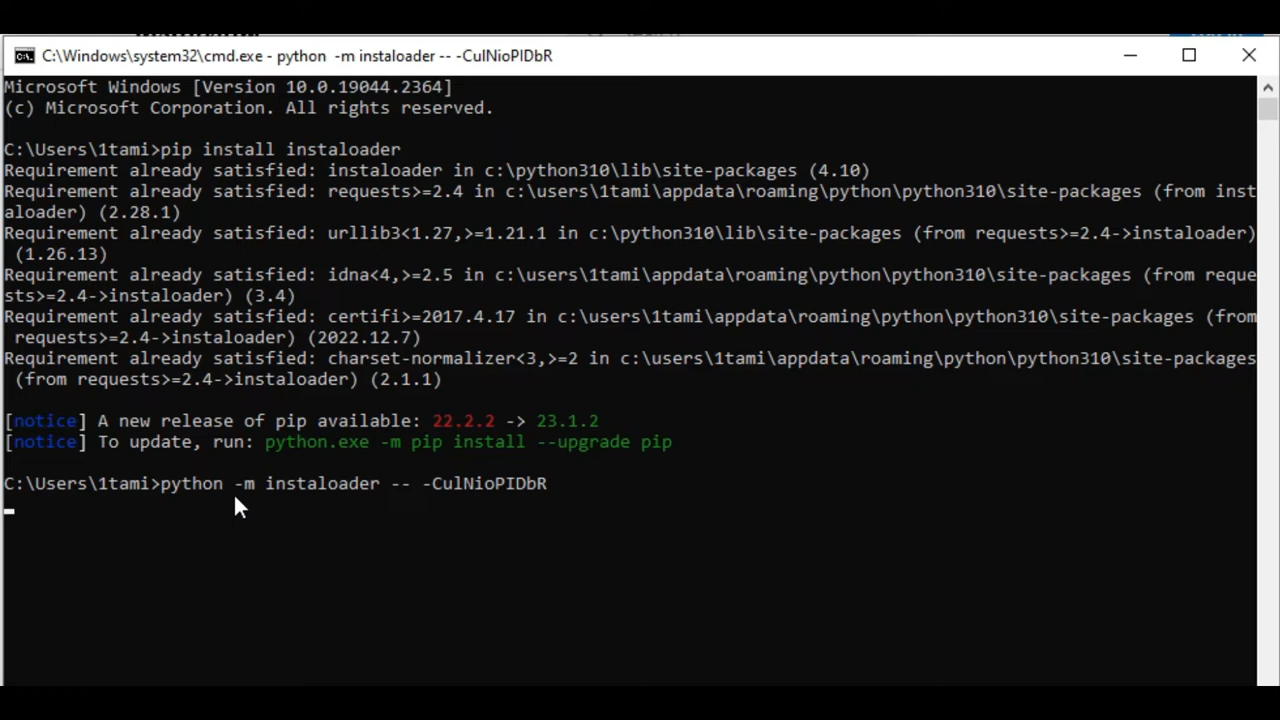 C:\Windows\system32\cmd.exe - python -m instaloader -- -CulNioPIDbR
Microsoft Windows [Version 10.0.19044.2364]
(c) Microsoft Corporation. All rights reserved.
C:\Users\1tami>pip install instaloader
Requirement already satisfied: instaloader in c:\python310\lib\site-packages (4.10)
Requirement already satisfied: requests>=2.4 in c:\users\1tami\appdata\roaming\python\python310\site-packages (from inst
aloader) (2.28.1)
Requirement already satisfied: urllib3<1.27,>=1.21.1 in c:\python310\lib\site-packages (from requests>=2.4->instaloader)
(1.26.13)
Requirement already satisfied: idna<4,>=2.5 in c:\users\1tami\appdata\roaming\python\python310\site-packages (from reque
sts>=2.4->instaloader) (3.4)
Requirement already satisfied: certifi>=2017.4.17 in c:\users\1tami\appdata\roaming\python\python310\site-packages (from
requests>=2.4->instaloader) (2022.12.7)
Requirement already satisfied: charset-normalizer<3,>=2 in c:\users\1tami\appdata\roaming\python\python310\site-packages
(from requests>=2.4->instaloader) (2.1.1)
[notice] A new release of pip available: 22.2.2 -> 23.1.2
[notice] To update, run: python.exe -m pip install --upgrade pip
C:\Users\1tami>python -m instaloader -- -CulNioPIDbR